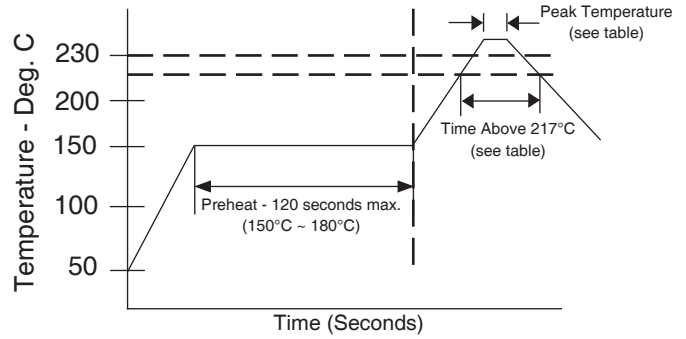 Peak Temperature
(see table)
230
200
Time Above 217°C
(see table)
150
Preheat - 120 seconds max.
(150°C ~ 180°C)
100
50
Temperature - Deg. C
Time (Seconds)